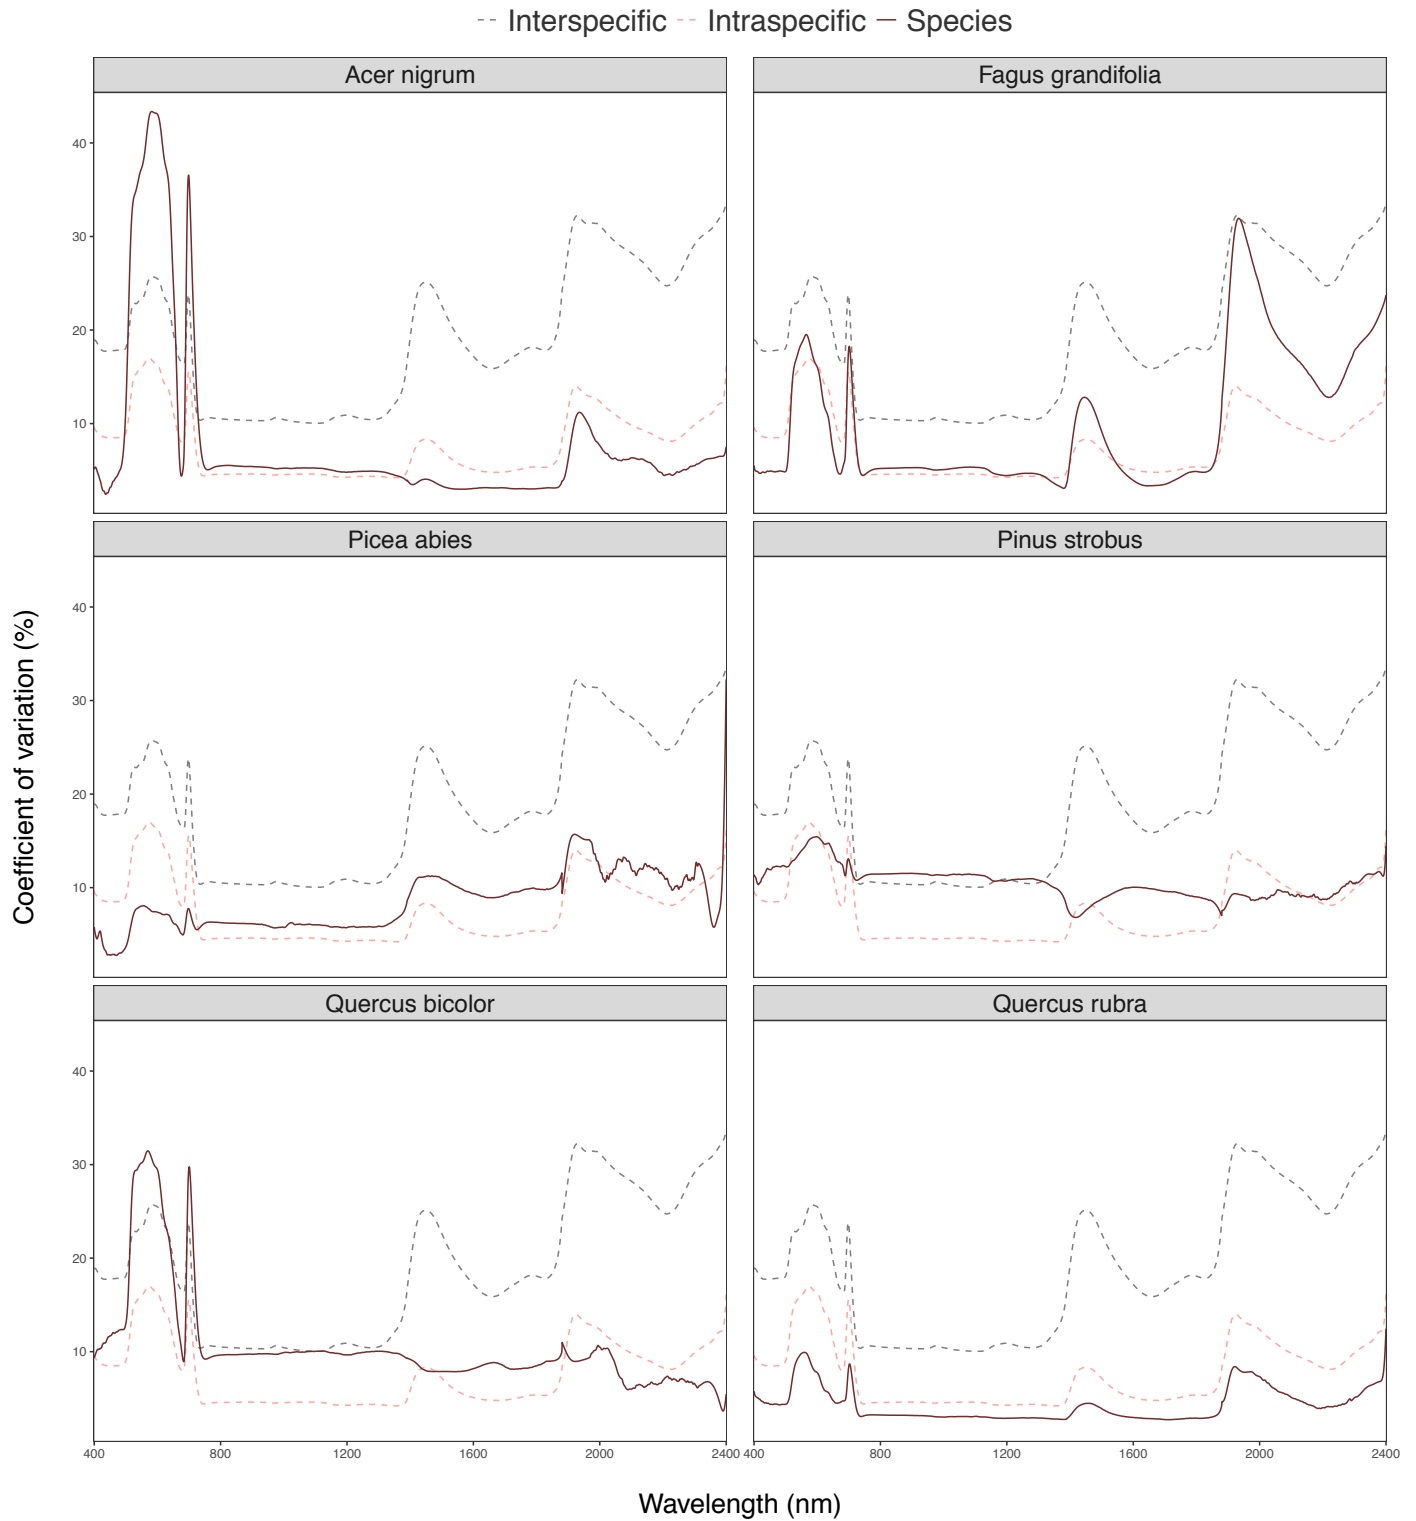 Interspecific Intraspecific Species
Acer nigrum Fagus grandifolia
40
30
20
10
Picea abies Pinus strobus
40
30
20
10
Coefficient of variation (%)
Quercus bicolor Quercus rubra
40
30
20
10
400 800 1200 1600 2000 2400 400 800 1200 1600 2000 2400
Wavelength (nm)